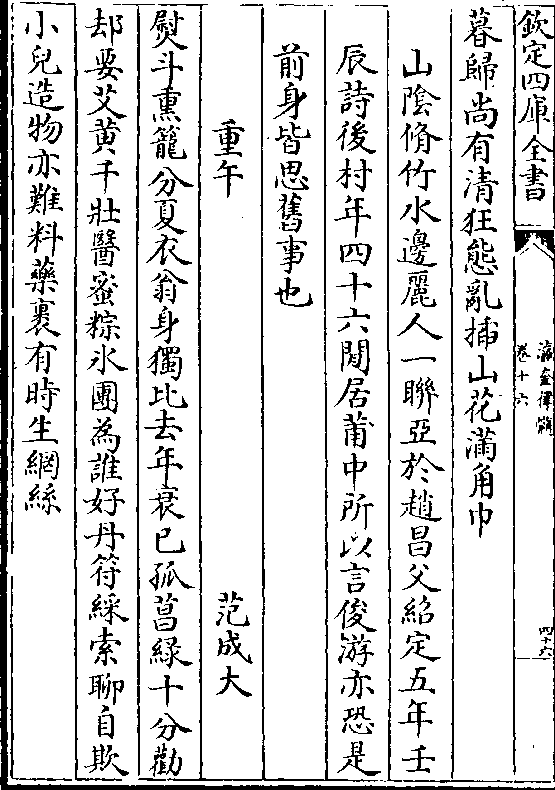 欽定四庫全書
瀛奎律髓
卷十六
四十六
暮歸尚有清狂態亂揷山花滿角巾
山陰脩竹水邊麗人一聯亞於趙昌父紹定五年壬
辰詩後村年四十六閒居莆中所以言俊游亦恐是
前身皆思舊事也
重午
范成大
熨斗熏籠分夏衣翁身獨比去年衰已孤菖綠十分勸
却要艾黄千壯醫蜜粽氷團為誰好丹符綵索聊自欺
小兒造物亦難料藥裹有時生網絲